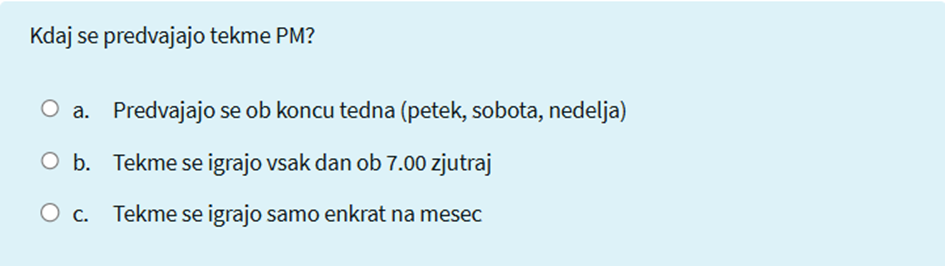 Kdaj se predvajajo tekme PM?
a. Predvajajo se ob koncu tedna (petek, sobota, nedelja)
b. Tekme se igrajo vsak dan ob 7.00 zjutraj
c. Tekme se igrajo samo enkrat na mesec